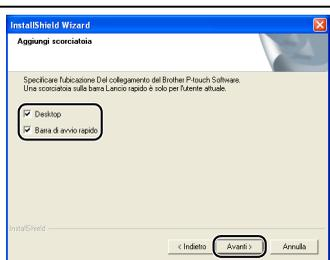 InstallShield Wizard
Aggiungi scorciatoia
Specificare l'ubicazione Del collegamento del Brother P-touch Software.
Una scorciatoia sulla barra Lancio rapido è solo per l'utente attuale.
Desktop
Barra di avvio rapido
InstallShield
< Indietro Avanti > Annulla